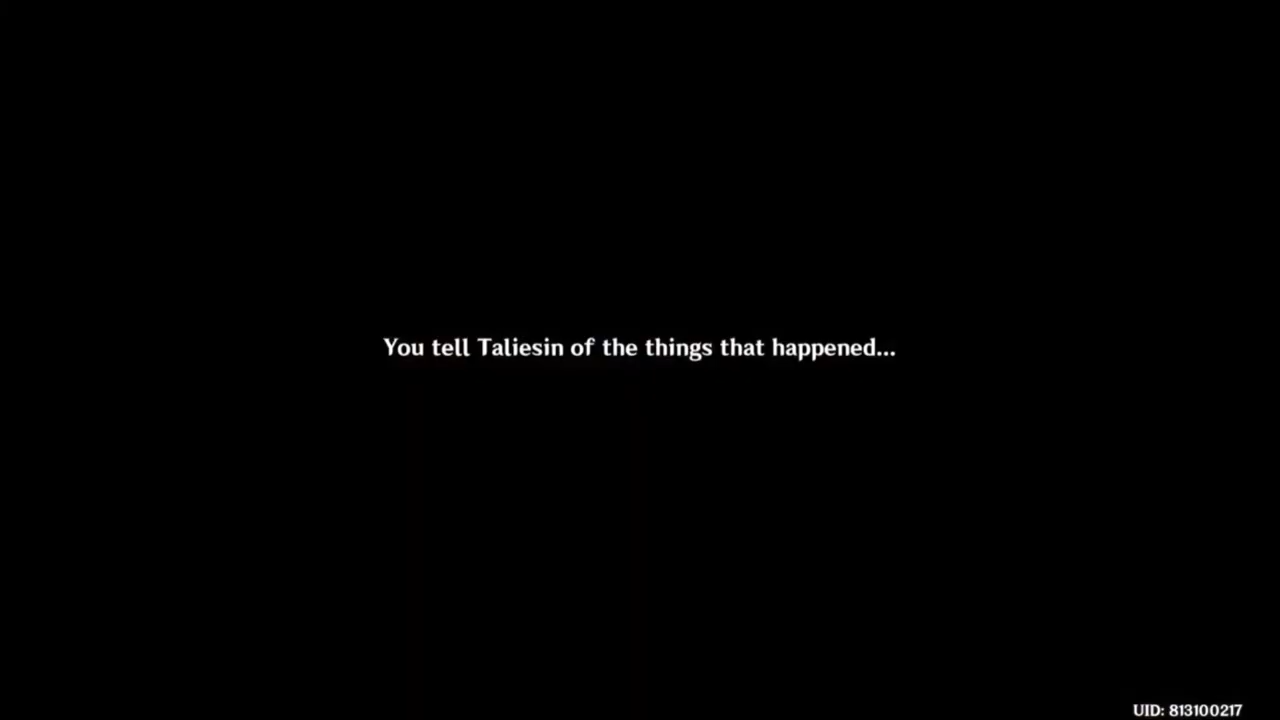 You tell Taliesin of the things that happened...
UID: 813100217